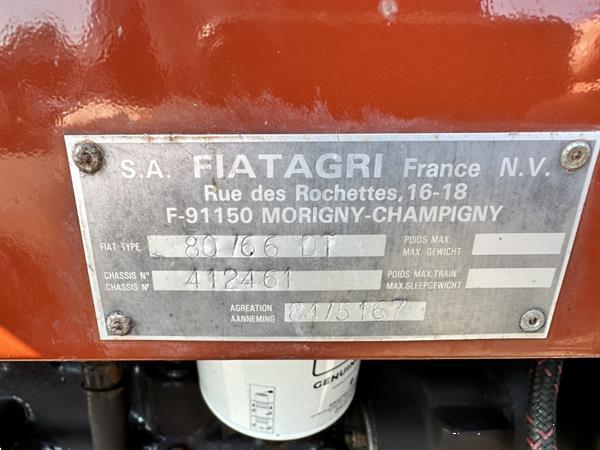 S.A. FIATAGRI France N.V.
Rue des Rochettes, 16-18
F-91150 MORIGNY-CHAMPIGNY
FIAT TYPE 80/66 DT POIDS MAX. MAX. GEWICHT
CHASSIS N° CHASSIS N° 412461 POIDS MAX.TRAIN MAX.SLEEPGEWICHT
AGREATION AANNEMING 84/5167
GENUIN